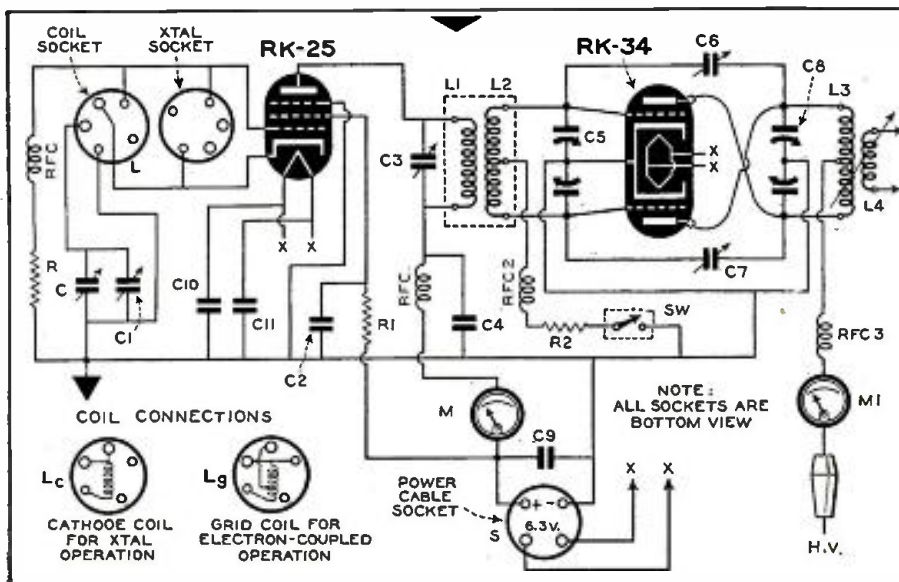 COIL
SOCKET
XTAL
SOCKET
RK-25
RK-34
C6
C8
L1
L2
L3
L4
L
RFC
R
C
C1
C10
C11
X X
C2
R1
C3
RFC
C4
C5
X
X
C7
RFC2
R2
SW
RFC3
M
C9
M1
H.V.
NOTE:
ALL SOCKETS ARE
BOTTOM VIEW
COIL CONNECTIONS
Lc
CATHODE COIL
FOR XTAL
OPERATION
Lg
GRID COIL FOR
ELECTRON-COUPLED
OPERATION
POWER
CABLE
SOCKET
S
+ -
6.3 V.
X X